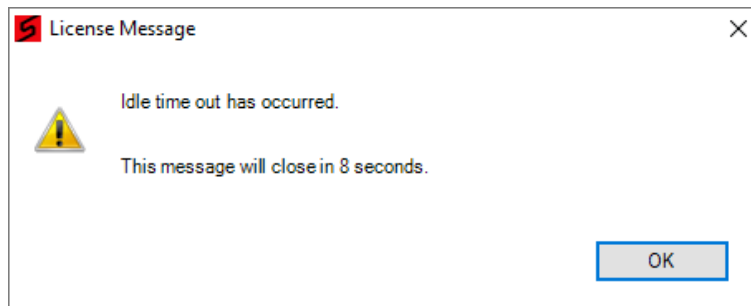 License Message
Idle time out has occurred.
This message will close in 8 seconds.
OK